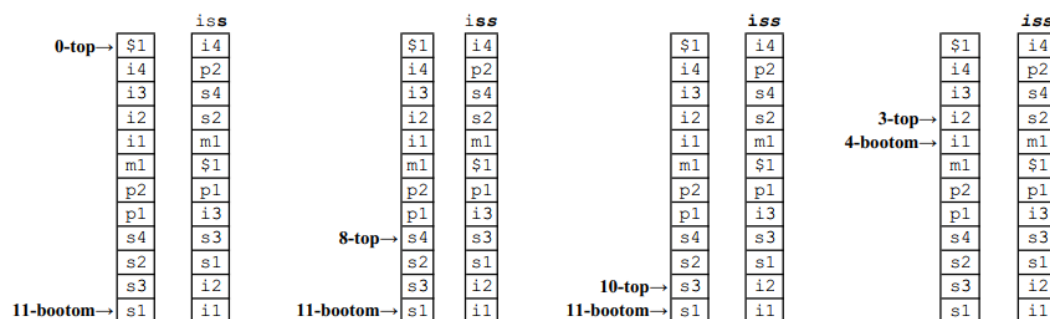 iss iss iss iss
0-top→ $1 i4 $1 i4 $1 i4 $1 i4
i4 p2 i4 p2 i4 p2 i4 p2
i3 s4 i3 s4 i3 s4 i3 s4
i2 s2 i2 s2 i2 s2 3-top→ i2 s2
i1 m1 i1 m1 i1 m1 4-bootom→ i1 m1
m1 $1 m1 $1 m1 $1 m1 $1
p2 p1 p2 p1 p2 p1 p2 p1
p1 i3 p1 i3 p1 i3 p1 i3
s4 s3 8-top→ s4 s3 s4 s3 s4 s3
s2 s1 s2 s1 s2 s1 s2 s1
s3 i2 s3 i2 10-top→ s3 i2 s3 i2
11-bootom→ s1 i1 11-bootom→ s1 i1 11-bootom→ s1 i1 s1 i1